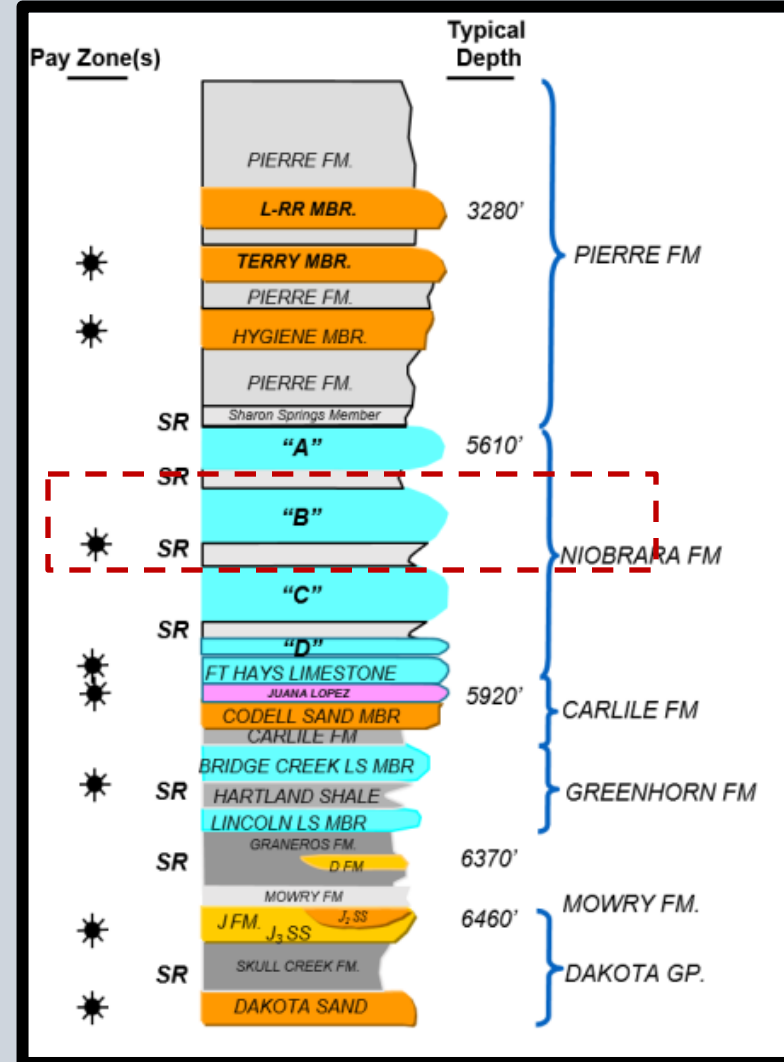 Pay Zone(s)
Typical
Depth
PIERRE FM.
L-RR MBR.
3280'
TERRY MBR.
PIERRE FM
PIERRE FM.
HYGIENE MBR.
PIERRE FM.
SR
Sharon Springs Member
"A"
5610'
SR
"B"
SR
NIOBRARA FM
"C"
SR
"D"
FT HAYS LIMESTONE
JUANA LOPEZ
5920'
CODELL SAND MBR
CARLILE FM
CARLILE FM
BRIDGE CREEK LS MBR
SR
HARTLAND SHALE
GREENHORN FM
LINCOLN LS MBR
GRANEROS FM.
SR
D FM
6370'
MOWRY FM
MOWRY FM.
J FM.
J2 SS
J3 SS
6460'
SR
SKULL CREEK FM.
DAKOTA GP.
DAKOTA SAND